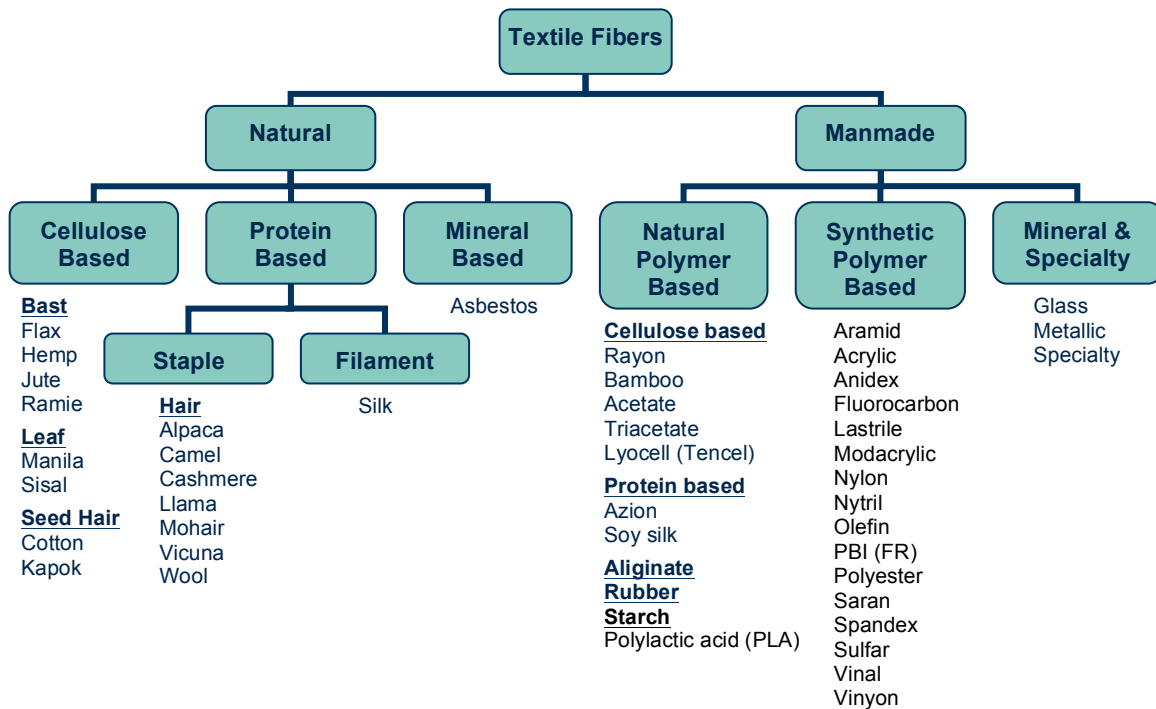 Textile Fibers
Natural
Manmade
Cellulose
Based
Protein
Based
Mineral
Based
Natural
Polymer
Based
Synthetic
Polymer
Based
Mineral &
Specialty
Bast
Flax
Hemp
Jute
Ramie
Leaf
Manila
Sisal
Seed Hair
Cotton
Kapok
Staple
Hair
Alpaca
Camel
Cashmere
Llama
Mohair
Vicuna
Wool
Filament
Silk
Asbestos
Cellulose based
Rayon
Bamboo
Acetate
Triacetate
Lyocell (Tencel)
Protein based
Azion
Soy silk
Aliginate
Rubber
Starch
Polylactic acid (PLA)
Aramid
Acrylic
Anidex
Fluorocarbon
Lastrile
Modacrylic
Nylon
Nytril
Olefin
PBI (FR)
Polyester
Saran
Spandex
Sulfar
Vinal
Vinyon
Glass
Metallic
Specialty